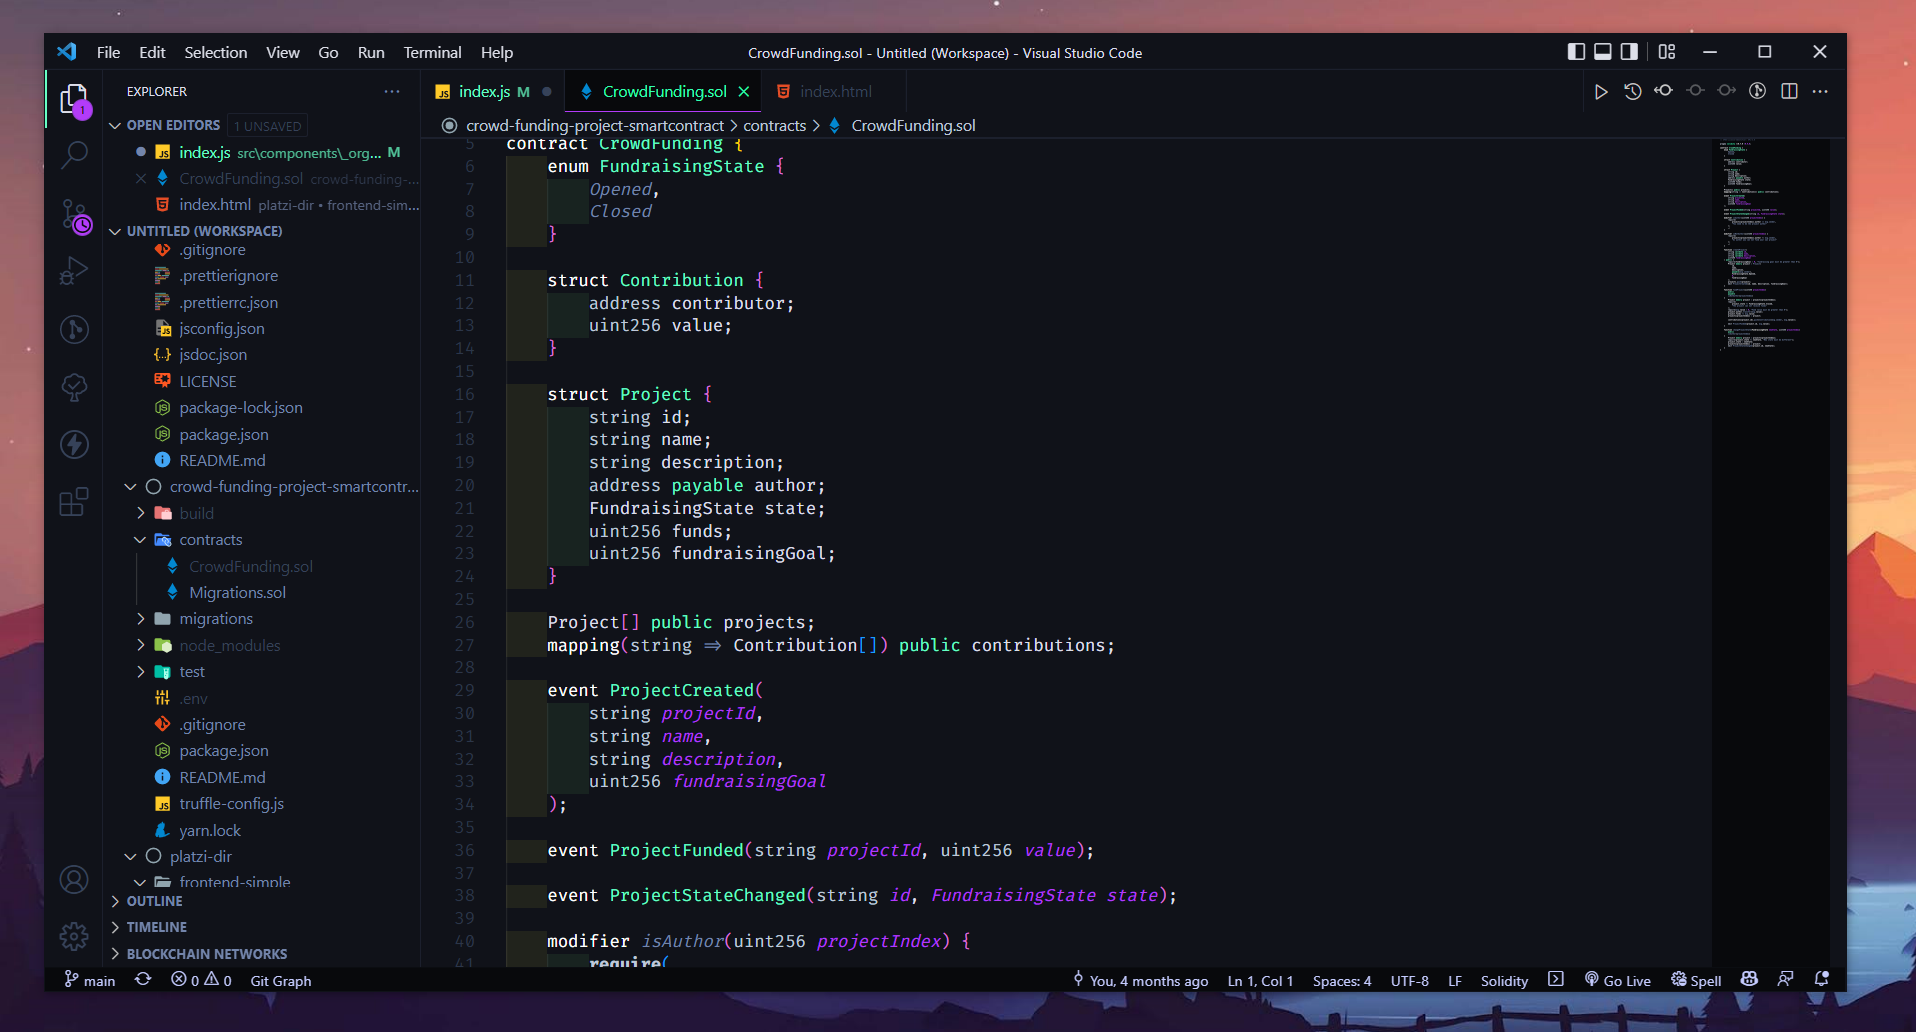 File Edit Selection View Go Run Terminal Help
CrowdFunding.sol - Untitled (Workspace) - Visual Studio Code
EXPLORER
OPEN EDITORS 1 UNSAVED
index.js src\components\_org... M
CrowdFunding.sol crowd-funding-...
index.html platzi-dir • frontend-sim...
UNTITLED (WORKSPACE)
.gitignore
.prettierignore
.prettierrc.json
jsconfig.json
jsdoc.json
LICENSE
package-lock.json
package.json
README.md
crowd-funding-project-smartcontr...
build
contracts
CrowdFunding.sol
Migrations.sol
migrations
node_modules
test
.env
.gitignore
package.json
README.md
truffle-config.js
yarn.lock
platzi-dir
frontend-simple
OUTLINE
TIMELINE
BLOCKCHAIN NETWORKS
index.js M
CrowdFunding.sol
index.html
crowd-funding-project-smartcontract > contracts > CrowdFunding.sol
5 contract CrowdFunding {
6 enum FundraisingState {
7 Opened,
8 Closed
9 }
10
11 struct Contribution {
12 address contributor;
13 uint256 value;
14 }
15
16 struct Project {
17 string id;
18 string name;
19 string description;
20 address payable author;
21 FundraisingState state;
22 uint256 funds;
23 uint256 fundraisingGoal;
24 }
25
26 Project[] public projects;
27 mapping(string => Contribution[]) public contributions;
28
29 event ProjectCreated(
30 string projectId,
31 string name,
32 string description,
33 uint256 fundraisingGoal
34 );
35
36 event ProjectFunded(string projectId, uint256 value);
37
38 event ProjectStateChanged(string id, FundraisingState state);
39
40 modifier isAuthor(uint256 projectIndex) {
41 require(
main 0 0 Git Graph
You, 4 months ago Ln 1, Col 1 Spaces: 4 UTF-8 LF Solidity Go Live Spell